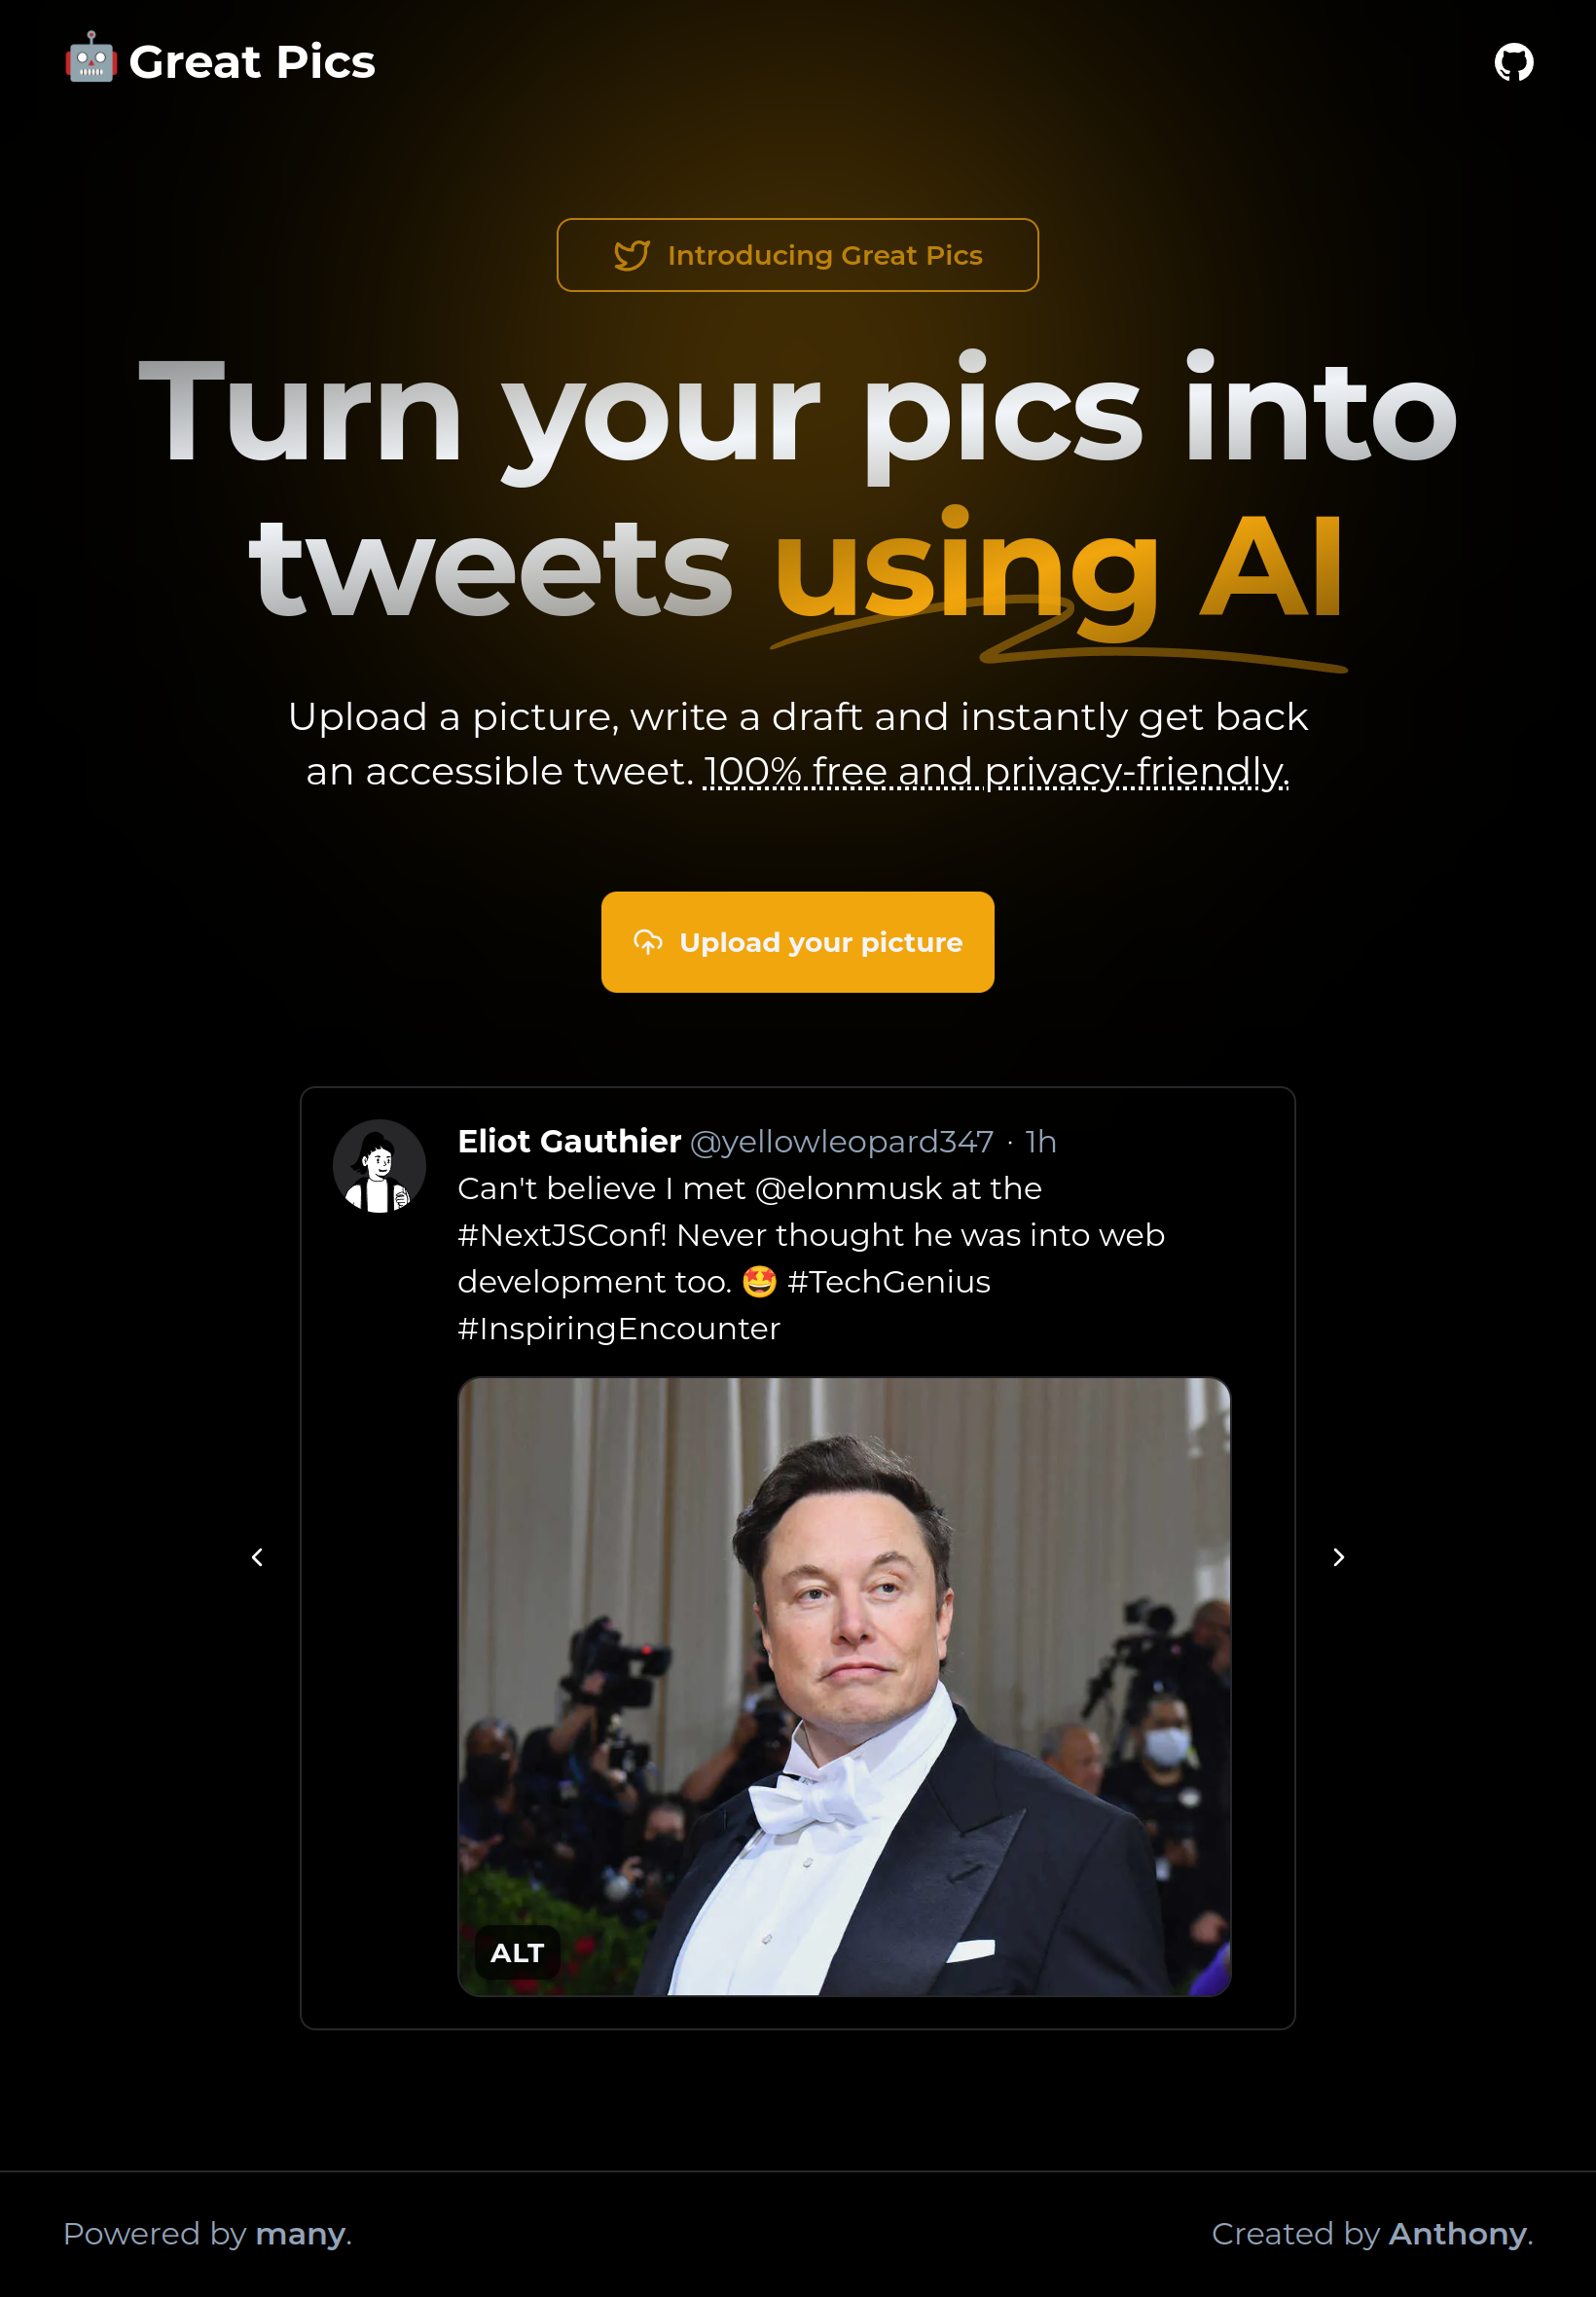 🤖 Great Pics
Introducing Great Pics
Turn your pics into
tweets using AI
Upload a picture, write a draft and instantly get back
an accessible tweet. 100% free and privacy-friendly.
Upload your picture
Eliot Gauthier @yellowleopard347 · 1h
Can't believe I met @elonmusk at the
#NextJSConf! Never thought he was into web
development too. 🤩 #TechGenius
#InspiringEncounter
ALT
Powered by many.
Created by Anthony.